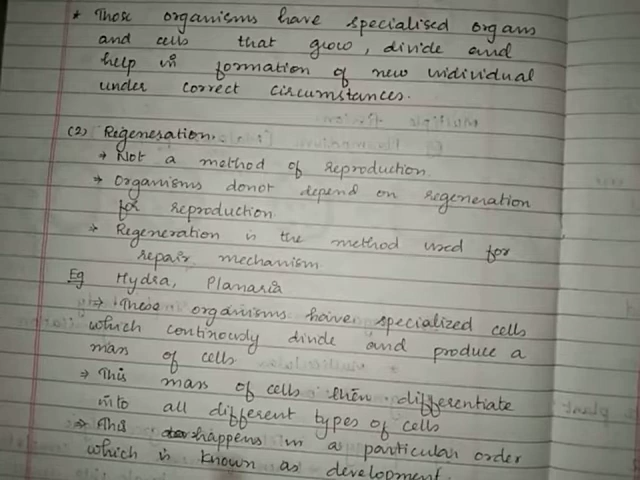 * Those organisms have specialised organs
and cells that grow, divide and
help in formation of new individual
under correct circumstances.
(2) Regeneration.
→ Not a method of reproduction.
→ Organisms donot depend on regeneration
for reproduction.
→ Regeneration is the method used for
repair mechanism
Eg Hydra, Planaria
→ These organisms have specialized cells
which continously divide and produce a
mass of cells
→ This mass of cells then differentiate
into all different types of cells
→ This happens in a particular order
which is known as development.